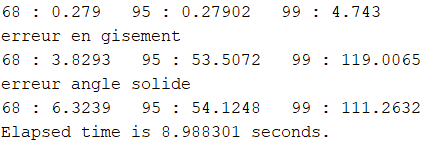 68 : 0.279   95 : 0.27902   99 : 4.743
erreur en gisement
68 : 3.8293   95 : 53.5072   99 : 119.0065
erreur angle solide
68 : 6.3239   95 : 54.1248   99 : 111.2632
Elapsed time is 8.988301 seconds.